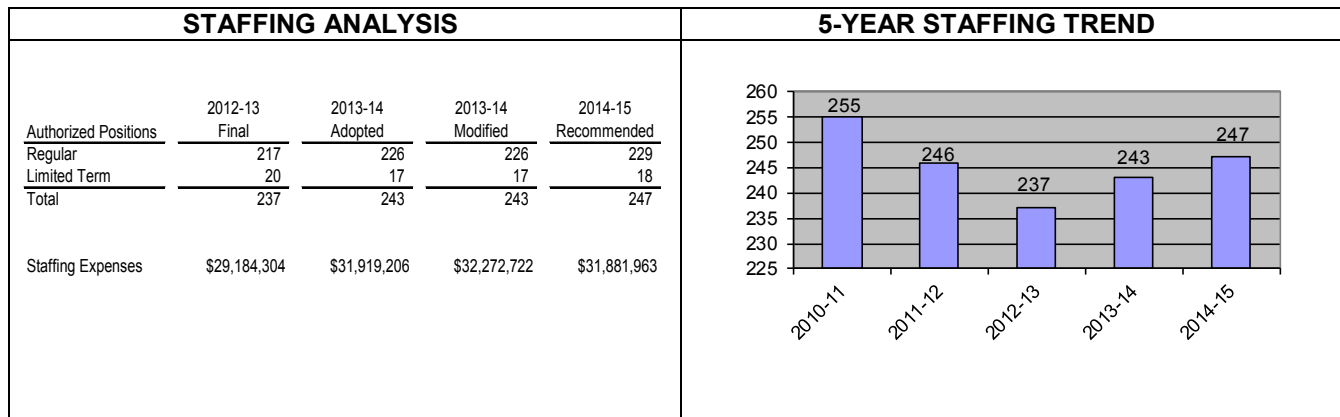 STAFFING ANALYSIS
5-YEAR STAFFING TREND
2012-13 2013-14 2013-14 2014-15
Authorized Positions Final Adopted Modified Recommended
Regular 217 226 226 229
Limited Term 20 17 17 18
Total 237 243 243 247
Staffing Expenses $29,184,304 $31,919,206 $32,272,722 $31,881,963
260
255
250
245
240
235
230
225
255
246
237
243
247
2010-11
2011-12
2012-13
2013-14
2014-15